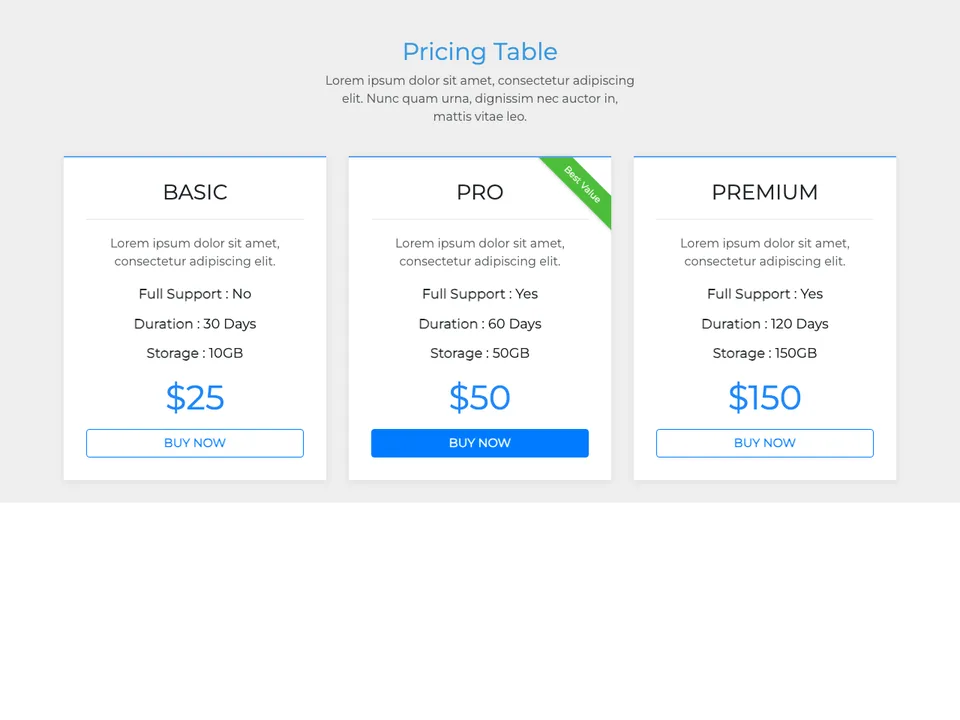 Pricing Table
Lorem ipsum dolor sit amet, consectetur adipiscing
elit. Nunc quam urna, dignissim nec auctor in,
mattis vitae leo.
BASIC
Lorem ipsum dolor sit amet,
consectetur adipiscing elit.
Full Support : No
Duration : 30 Days
Storage : 10GB
$25
BUY NOW
PRO
Best Value
Lorem ipsum dolor sit amet,
consectetur adipiscing elit.
Full Support : Yes
Duration : 60 Days
Storage : 50GB
$50
BUY NOW
PREMIUM
Lorem ipsum dolor sit amet,
consectetur adipiscing elit.
Full Support : Yes
Duration : 120 Days
Storage : 150GB
$150
BUY NOW